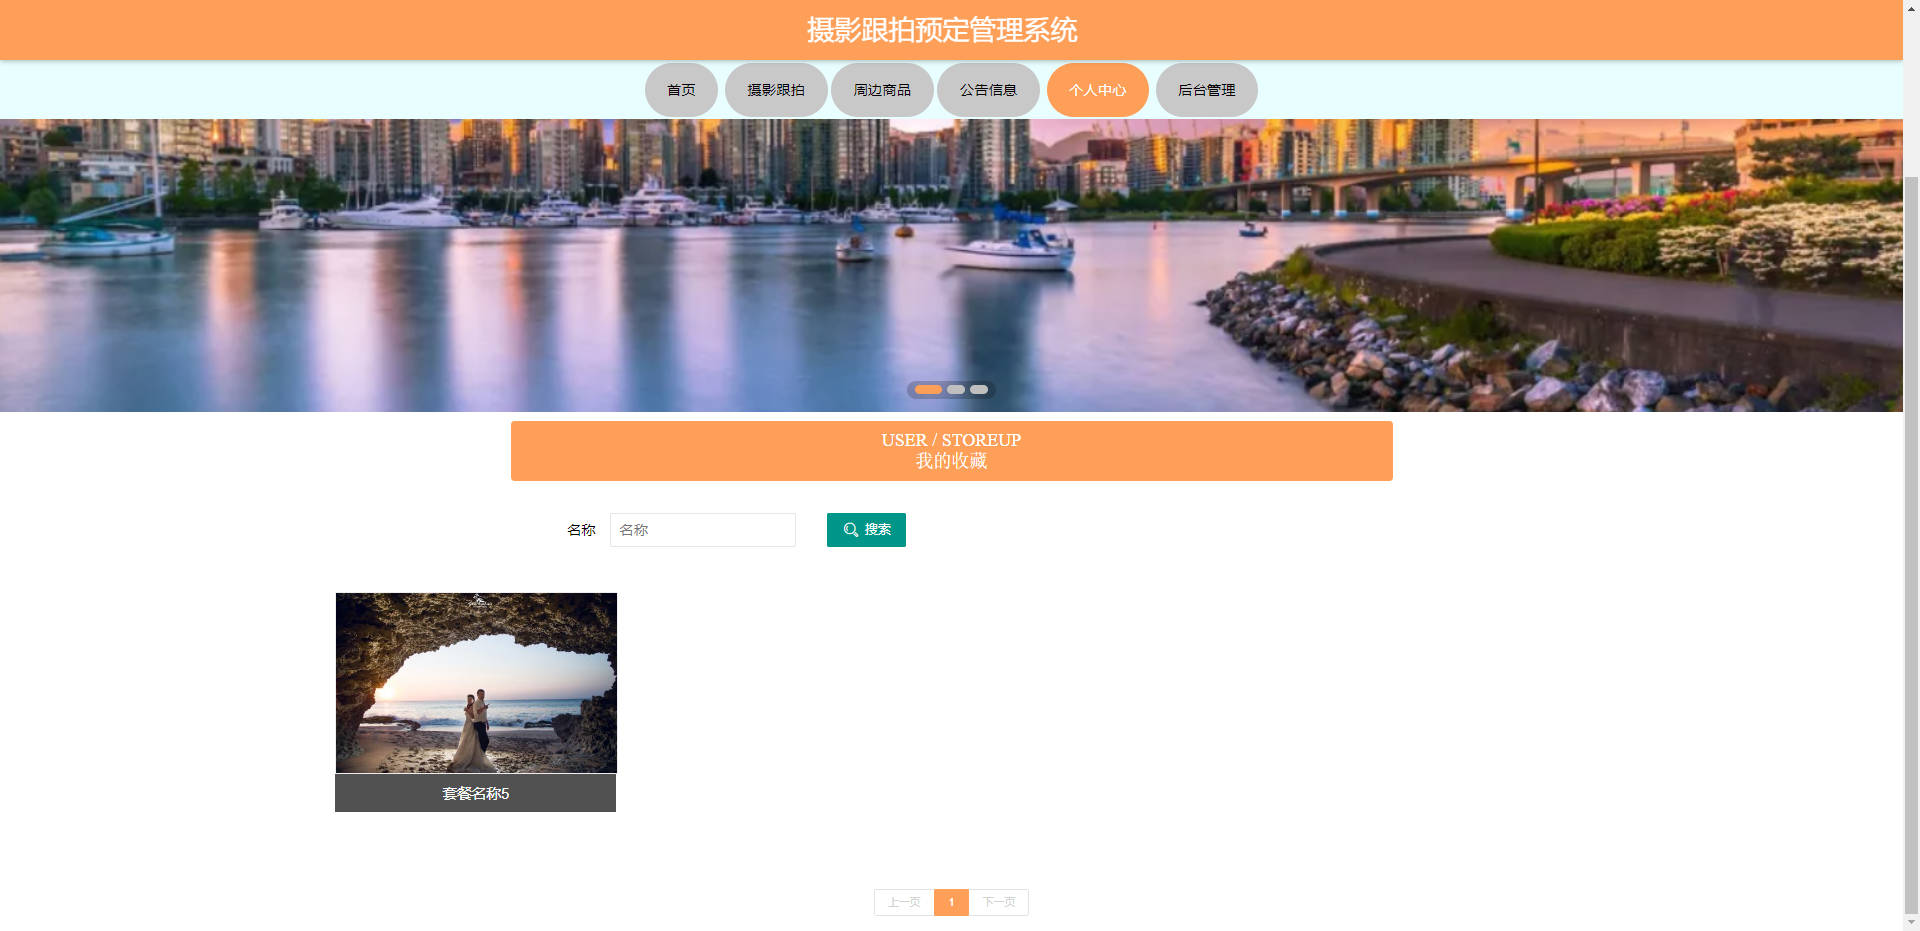 摄影跟拍预定管理系统
首页 摄影跟拍 周边商品 公告信息 个人中心 后台管理
USER / STOREUP
我的收藏
名称 名称 搜索
套餐名称5
上一页 1 下一页